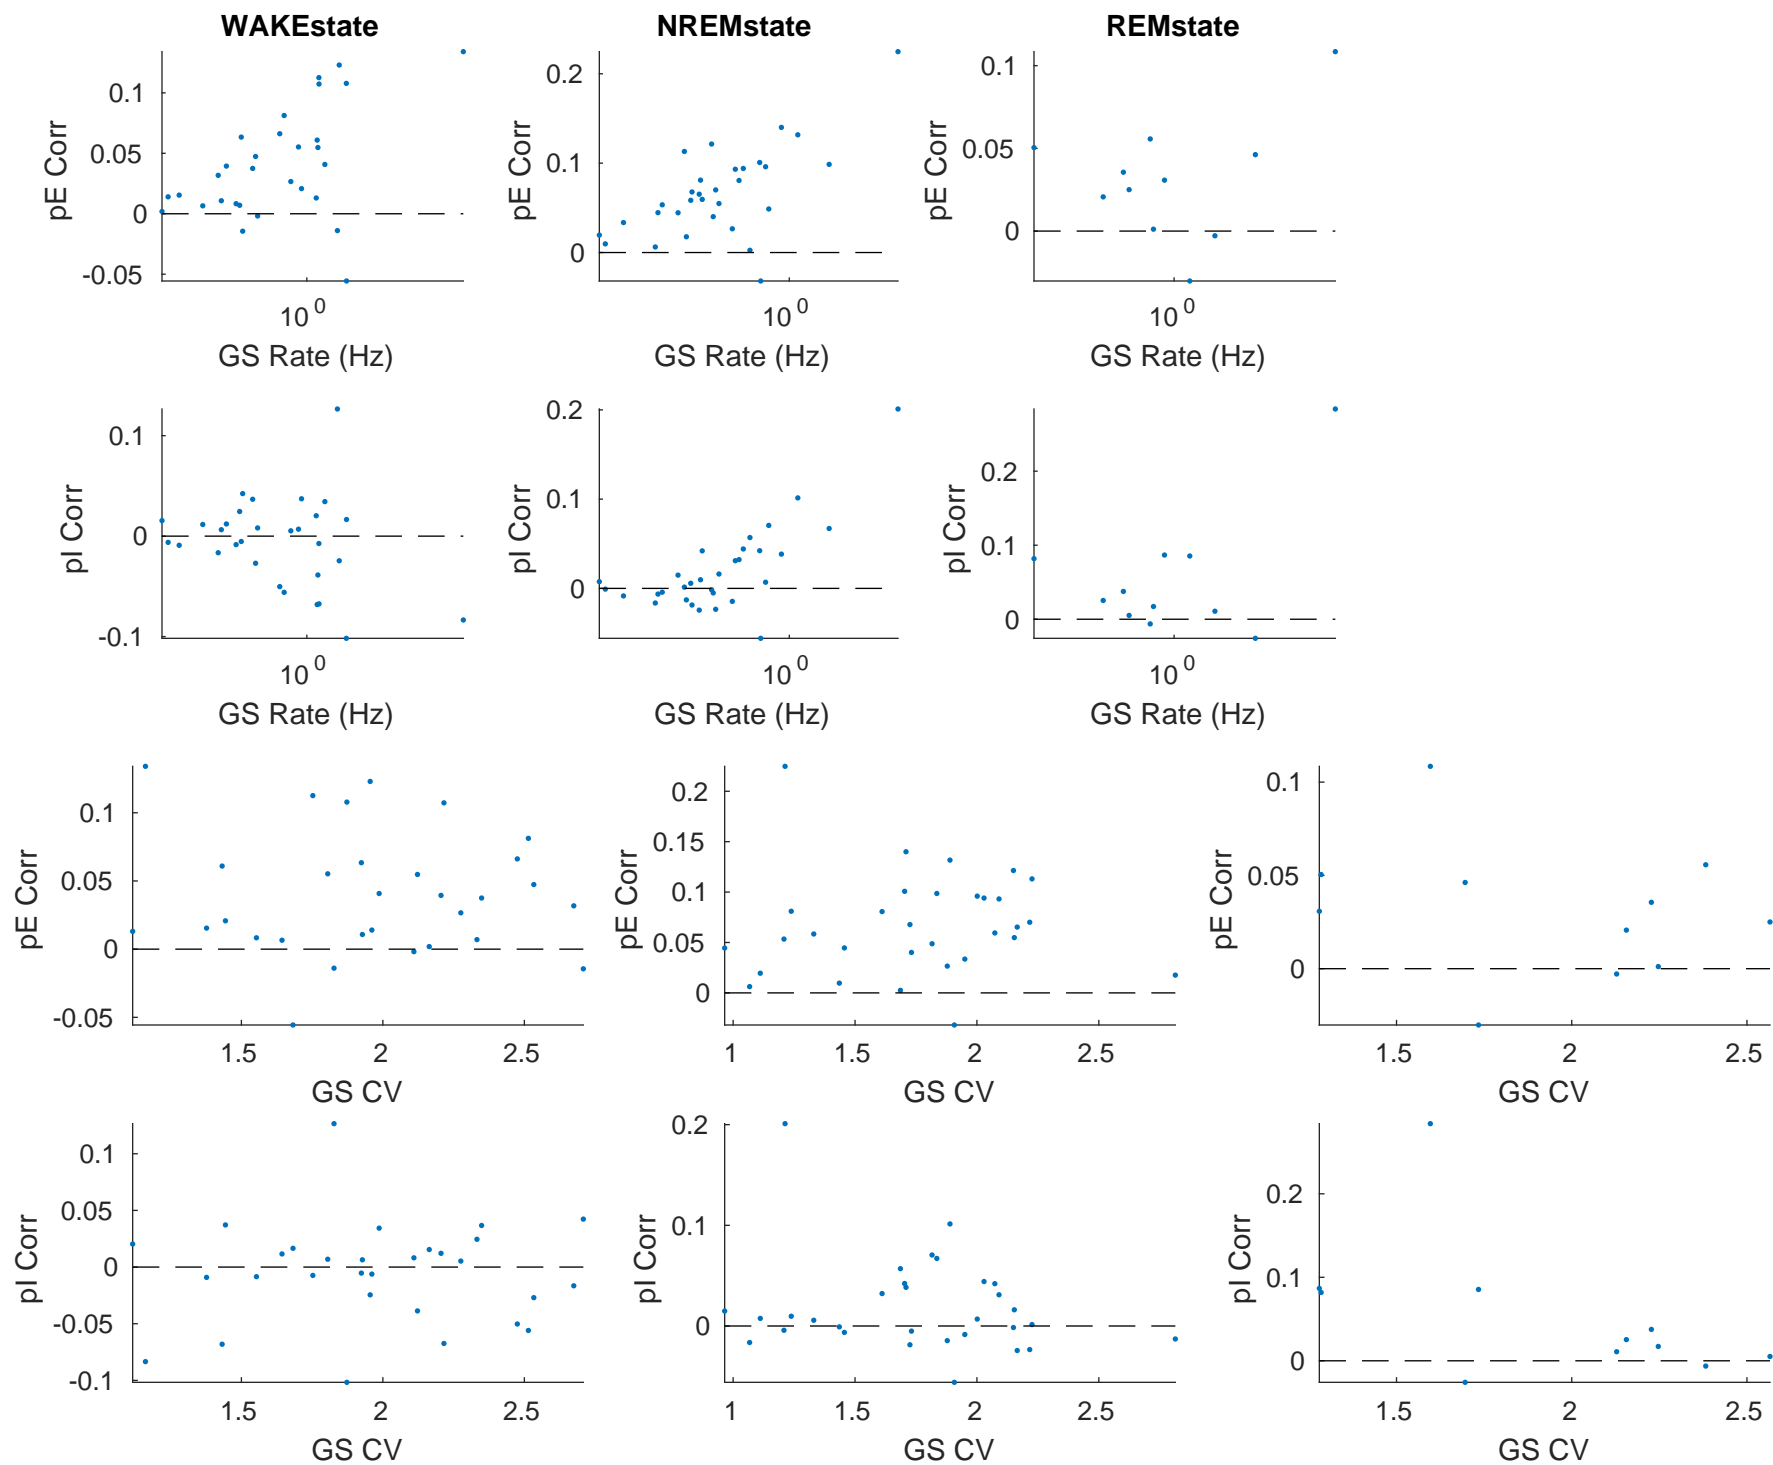 WAKEstate NREMstate REMstate
pE Corr 0.1 0.05 0 -0.05 pE Corr 0.2 0.1 0 pE Corr 0.1 0.05 0
10^0 10^0 10^0
GS Rate (Hz) GS Rate (Hz) GS Rate (Hz)
pI Corr 0.1 0 -0.1 pI Corr 0.2 0.1 0 pI Corr 0.2 0.1 0
10^0 10^0 10^0
GS Rate (Hz) GS Rate (Hz) GS Rate (Hz)
pE Corr 0.1 0.05 0 -0.05 pE Corr 0.2 0.15 0.1 0.05 0 pE Corr 0.1 0.05 0
1.5 2 2.5 1 1.5 2 2.5 1.5 2 2.5
GS CV GS CV GS CV
pI Corr 0.1 0.05 0 -0.05 -0.1 pI Corr 0.2 0.1 0 pI Corr 0.2 0.1 0
1.5 2 2.5 1 1.5 2 2.5 1.5 2 2.5
GS CV GS CV GS CV